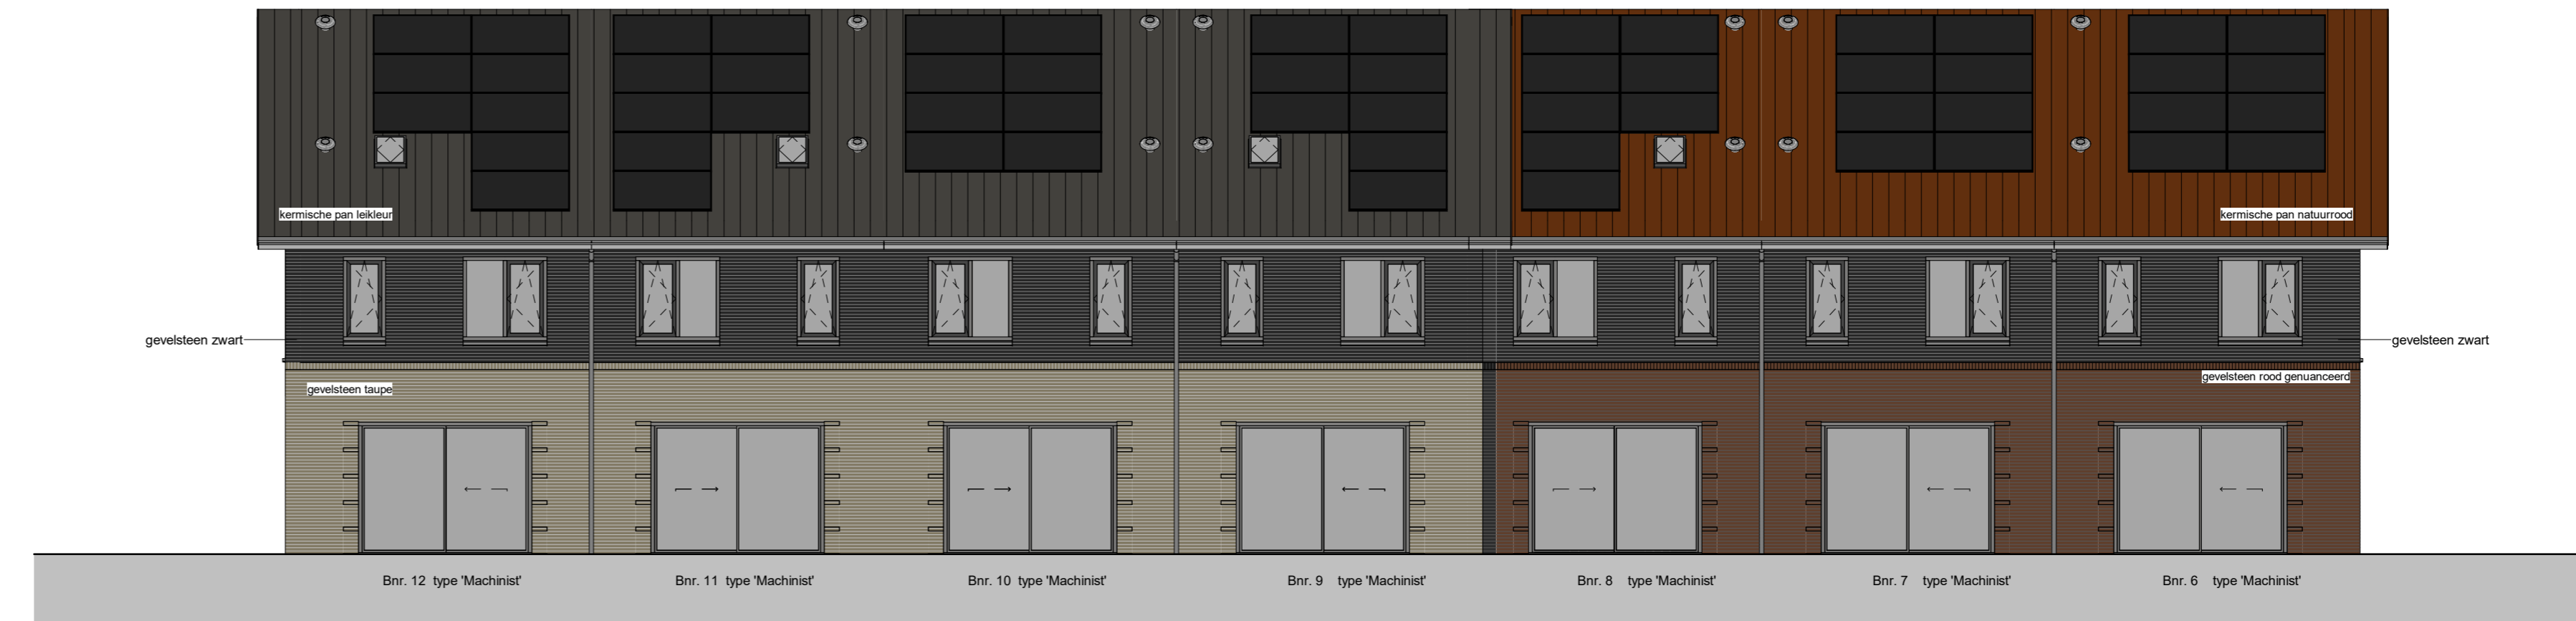 kermische pan leikleur
kermische pan natuurrood
gevelsteen zwart
gevelsteen zwart
gevelsteen taupe
gevelsteen rood genuanceerd
Bnr. 12 type 'Machinist'
Bnr. 11 type 'Machinist'
Bnr. 10 type 'Machinist'
Bnr. 9 type 'Machinist'
Bnr. 8 type 'Machinist'
Bnr. 7 type 'Machinist'
Bnr. 6 type 'Machinist'